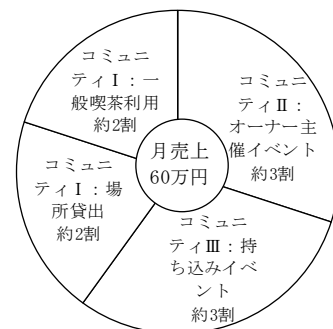 コミュニ
ティⅠ：一
般喫茶利用
約2割
コミュニ
ティⅡ：
オーナー主
催イベント
約3割
月売上
60万円
コミュニ
ティⅠ：場
所貸出
約2割
コミュニ
ティⅢ：持
ち込みイベ
ント
約3割